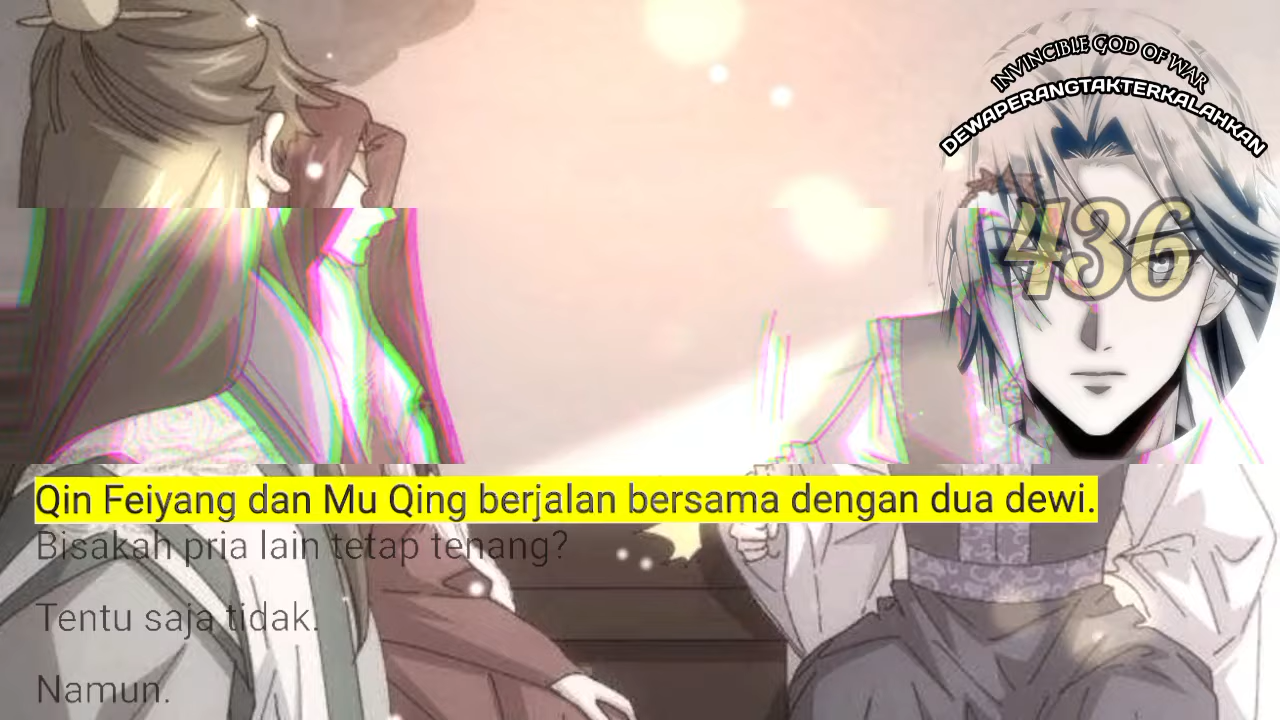 INVINCIBLE GOD OF WAR
DEWAPERANGTAKTERKALAHKAN
436
Qin Feiyang dan Mu Qing berjalan bersama dengan dua dewi.
Bisakah pria lain tetap tenang?
Tentu saja tidak.
Namun.